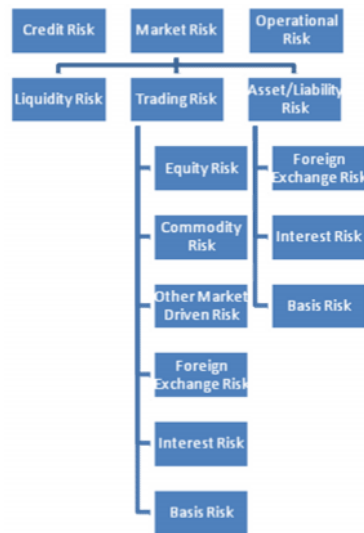 Credit Risk
Market Risk
Operational
Risk
Liquidity Risk
Trading Risk
Asset/Liability
Risk
Equity Risk
Commodity
Risk
Other Market
Driven Risk
Foreign
Exchange Risk
Interest Risk
Basis Risk
Foreign
Exchange Risk
Interest Risk
Basis Risk